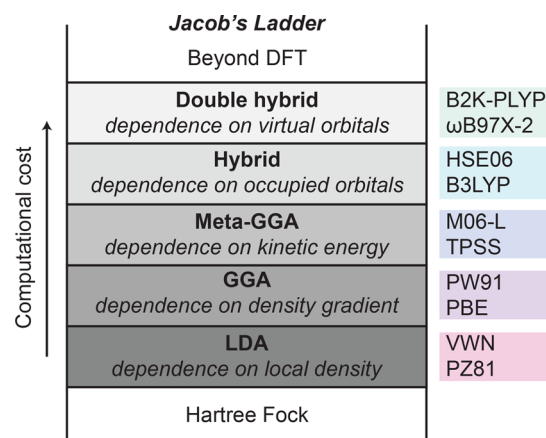 Jacob's Ladder
Beyond DFT
Double hybrid
dependence on virtual orbitals
B2K-PLYP
ωB97X-2
Hybrid
dependence on occupied orbitals
HSE06
B3LYP
Meta-GGA
dependence on kinetic energy
M06-L
TPSS
GGA
dependence on density gradient
PW91
PBE
LDA
dependence on local density
VWN
PZ81
Hartree Fock
Computational cost